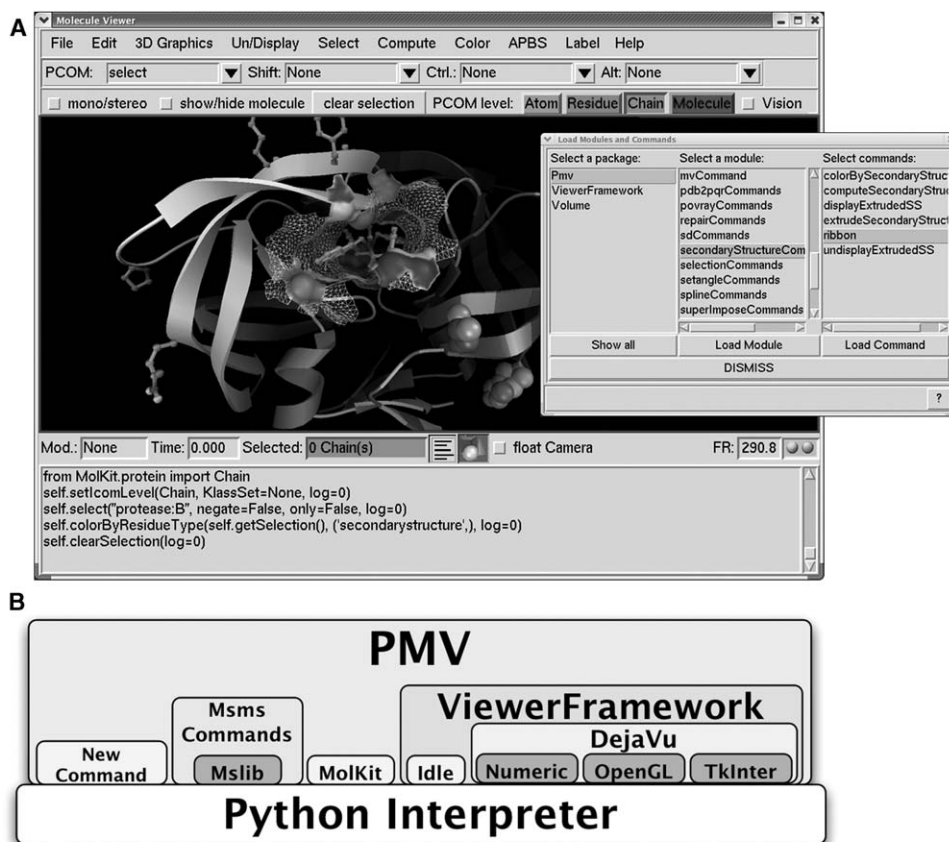 A
Molecule Viewer
File Edit 3D Graphics Un/Display Select Compute Color APBS Label Help
PCOM: select Shift: None Ctrl.: None Alt: None
mono/stereo show/hide molecule clear selection PCOM level: Atom Residue Chain Molecule Vision
Load Modules and Commands
Select a package: Select a module: Select commands:
Pmv mvCommand colorBySecondaryStruc
ViewerFramework pdb2pqrCommands computeSecondaryStruc
Volume povrayCommands displayExtrudedSS
repairCommands extrudeSecondaryStruct
sdCommands ribbon
secondaryStructureCom undisplayExtrudedSS
selectionCommands
setangleCommands
splineCommands
superImposeCommands
Show all Load Module Load Command
DISMISS
?
Mod.: None Time: 0.000 Selected: 0 Chain(s) float Camera FR: 290.8
from MolKit.protein import Chain
self.setIcomLevel(Chain, KlassSet=None, log=0)
self.select("protease:B", negate=False, only=False, log=0)
self.colorByResidueType(self.getSelection(), ('secondarystructure',), log=0)
self.clearSelection(log=0)
B
PMV
ViewerFramework
Msms
Commands
DejaVu
New
Command
Mslib MolKit Idle Numeric OpenGL TkInter
Python Interpreter